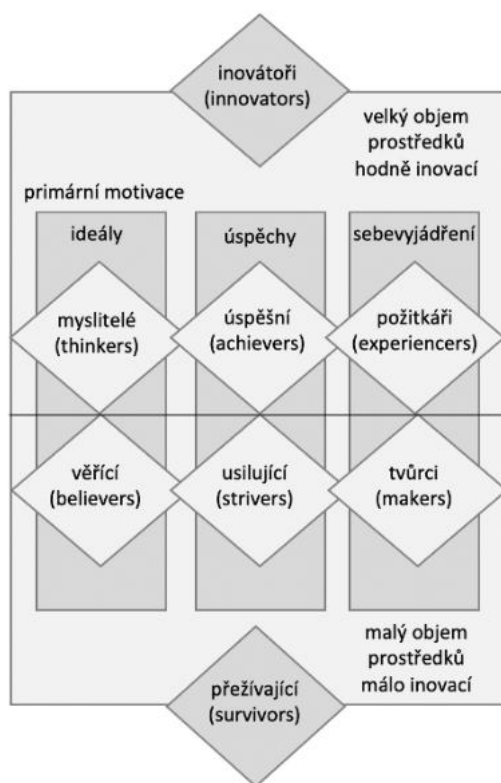 inovátoři
(innovators)
velký objem
prostředků
hodně inovací
primární motivace
ideály
úspěchy
sebevyjádření
myslitelé
(thinkers)
úspěšní
(achievers)
požitkáři
(experiencers)
věřící
(believers)
usilující
(strivers)
tvůrci
(makers)
malý objem
prostředků
málo inovací
přežívající
(survivors)